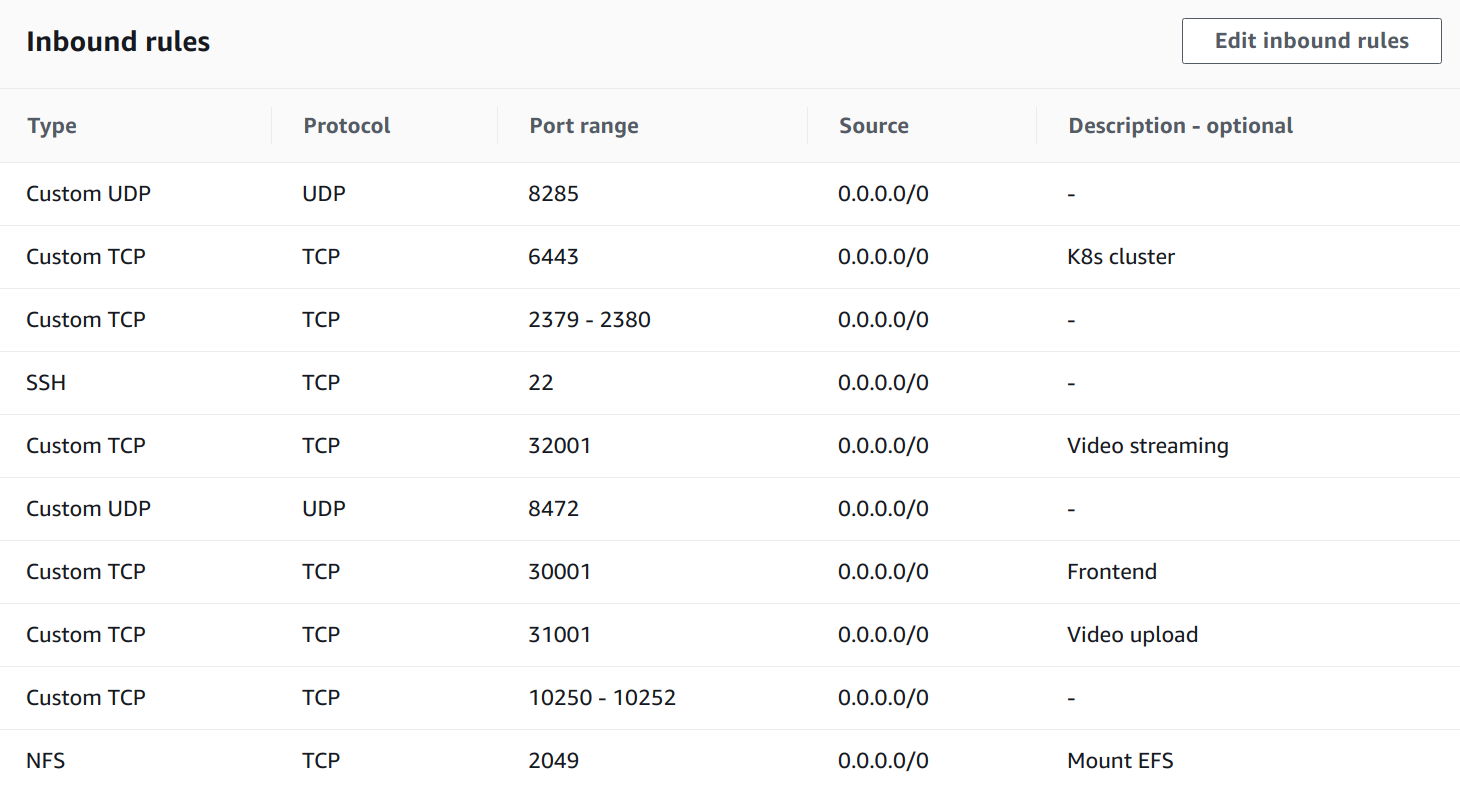 Inbound rules
Edit inbound rules
Type Protocol Port range Source Description - optional
Custom UDP UDP 8285 0.0.0.0/0 -
Custom TCP TCP 6443 0.0.0.0/0 K8s cluster
Custom TCP TCP 2379 - 2380 0.0.0.0/0 -
SSH TCP 22 0.0.0.0/0 -
Custom TCP TCP 32001 0.0.0.0/0 Video streaming
Custom UDP UDP 8472 0.0.0.0/0 -
Custom TCP TCP 30001 0.0.0.0/0 Frontend
Custom TCP TCP 31001 0.0.0.0/0 Video upload
Custom TCP TCP 10250 - 10252 0.0.0.0/0 -
NFS TCP 2049 0.0.0.0/0 Mount EFS